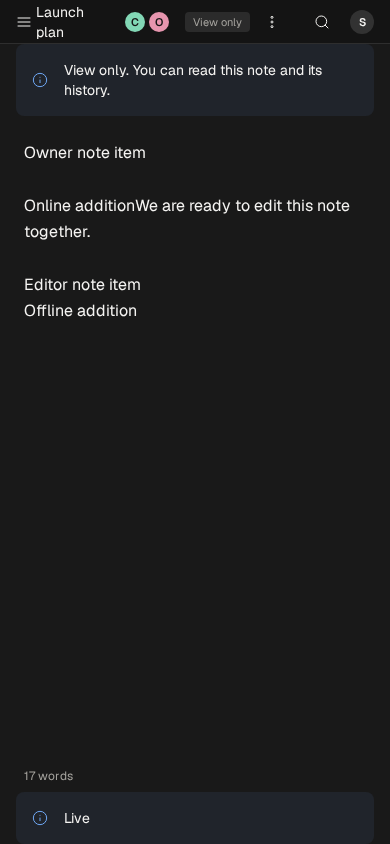 Launch
plan
C O View only S
View only. You can read this note and its
history.
Owner note item
Online additionWe are ready to edit this note
together.
Editor note item
Offline addition
17 words
Live